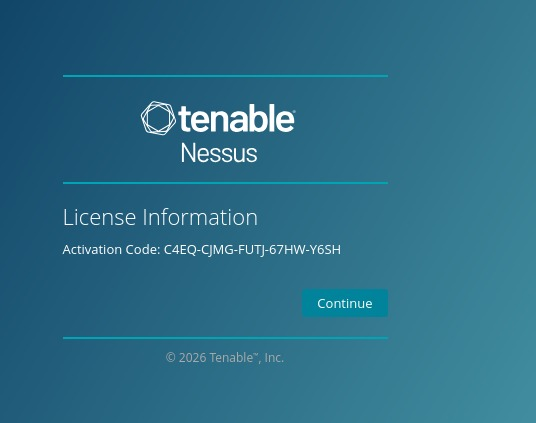 tenable
Nessus
License Information
Activation Code: C4EQ-CJMG-FUTJ-67HW-Y6SH
Continue
© 2026 Tenable™, Inc.